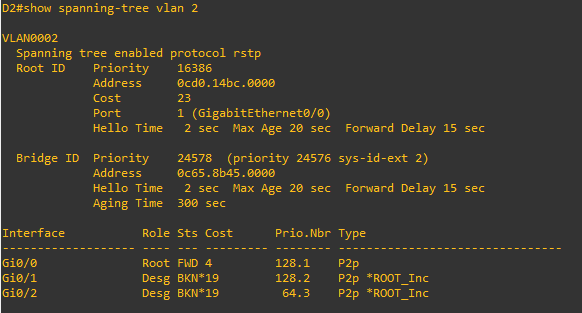 D2#show spanning-tree vlan 2
VLAN0002
Spanning tree enabled protocol rstp
Root ID Priority 16386
Address 0cd0.14bc.0000
Cost 23
Port 1 (GigabitEthernet0/0)
Hello Time 2 sec Max Age 20 sec Forward Delay 15 sec
Bridge ID Priority 24578 (priority 24576 sys-id-ext 2)
Address 0c65.8b45.0000
Hello Time 2 sec Max Age 20 sec Forward Delay 15 sec
Aging Time 300 sec
Interface Role Sts Cost Prio.Nbr Type
------------------- ---- --- --------- -------- --------------------------------
Gi0/0 Root FWD 4 128.1 P2p
Gi0/1 Desg BKN*19 128.2 P2p *ROOT_Inc
Gi0/2 Desg BKN*19 64.3 P2p *ROOT_Inc